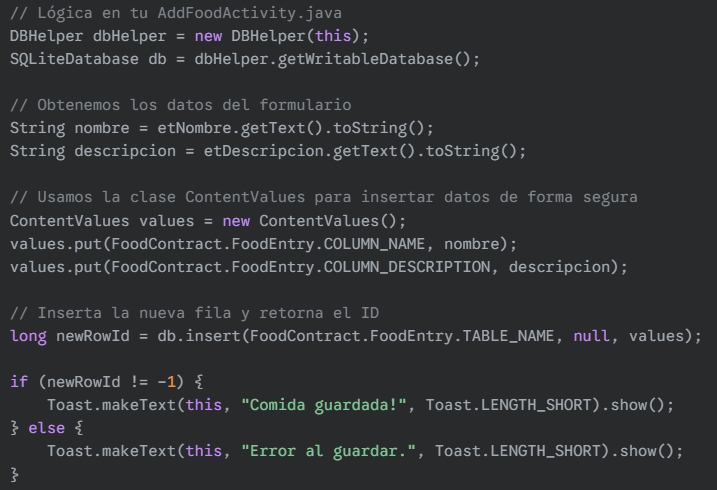 // Lógica en tu AddFoodActivity.java
DBHelper dbHelper = new DBHelper(this);
SQLiteDatabase db = dbHelper.getWritableDatabase();

// Obtenemos los datos del formulario
String nombre = etNombre.getText().toString();
String descripcion = etDescripcion.getText().toString();

// Usamos la clase ContentValues para insertar datos de forma segura
ContentValues values = new ContentValues();
values.put(FoodContract.FoodEntry.COLUMN_NAME, nombre);
values.put(FoodContract.FoodEntry.COLUMN_DESCRIPTION, descripcion);

// Inserta la nueva fila y retorna el ID
long newRowId = db.insert(FoodContract.FoodEntry.TABLE_NAME, null, values);

if (newRowId != -1) {
    Toast.makeText(this, "Comida guardada!", Toast.LENGTH_SHORT).show();
} else {
    Toast.makeText(this, "Error al guardar.", Toast.LENGTH_SHORT).show();
}